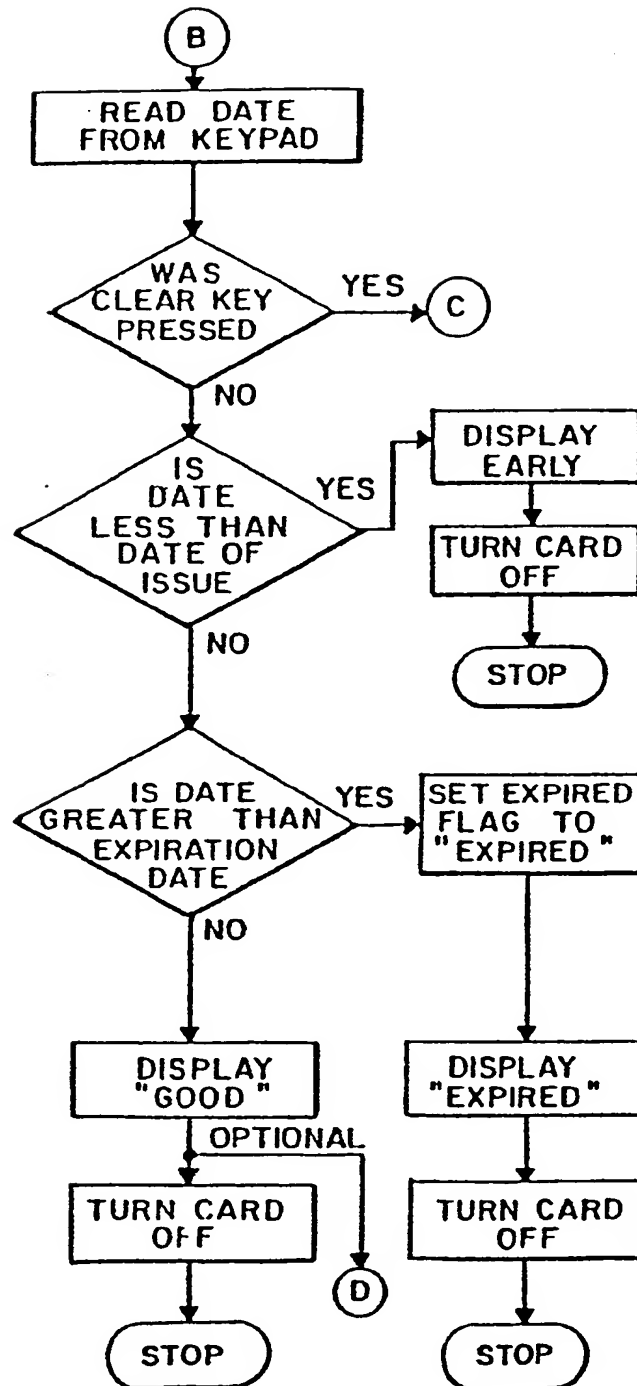 B
READ DATE
FROM KEYPAD
WAS
CLEAR KEY
PRESSED
YES
C
NO
IS
DATE
LESS THAN
DATE OF
ISSUE
YES
DISPLAY
EARLY
TURN CARD
OFF
STOP
NO
IS DATE
GREATER THAN
EXPIRATION
DATE
YES
SET EXPIRED
FLAG TO
"EXPIRED"
NO
DISPLAY
"GOOD"
OPTIONAL
TURN CARD
OFF
STOP
D
DISPLAY
"EXPIRED"
TURN CARD
OFF
STOP